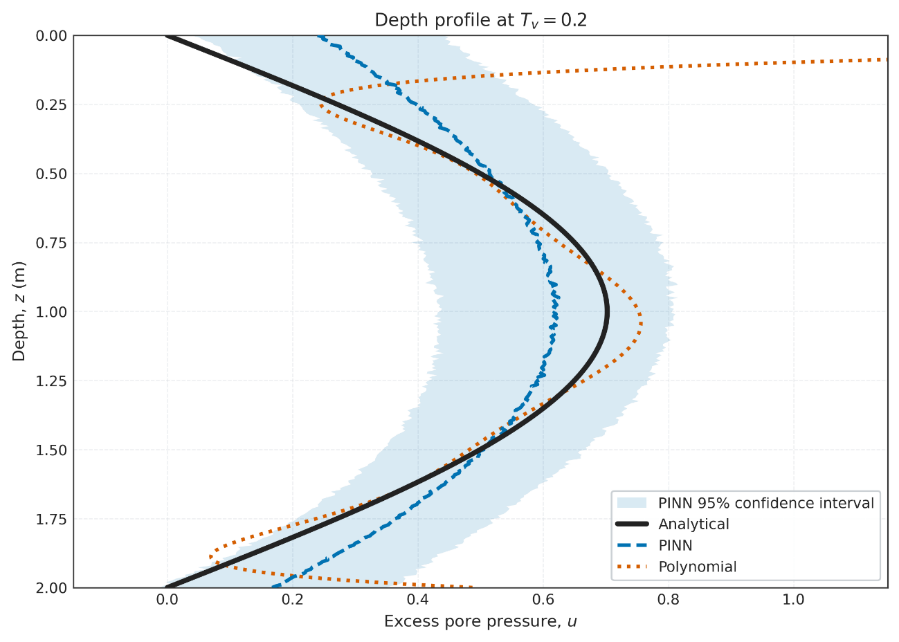 Depth profile at $T_v = 0.2$
0.00
0.25
0.50
0.75
1.00
1.25
1.50
1.75
2.00
Depth, z (m)
0.0 0.2 0.4 0.6 0.8 1.0
Excess pore pressure, u
PINN 95% confidence interval
Analytical
PINN
Polynomial